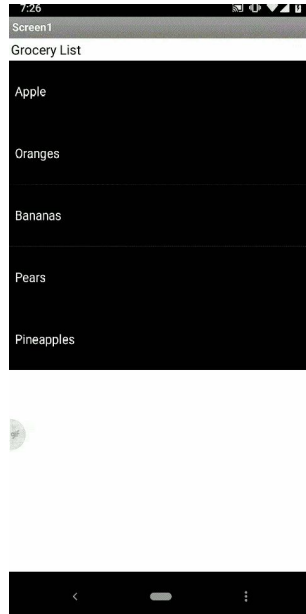 7:26
Screen1
Grocery List
Apple
Oranges
Bananas
Pears
Pineapples